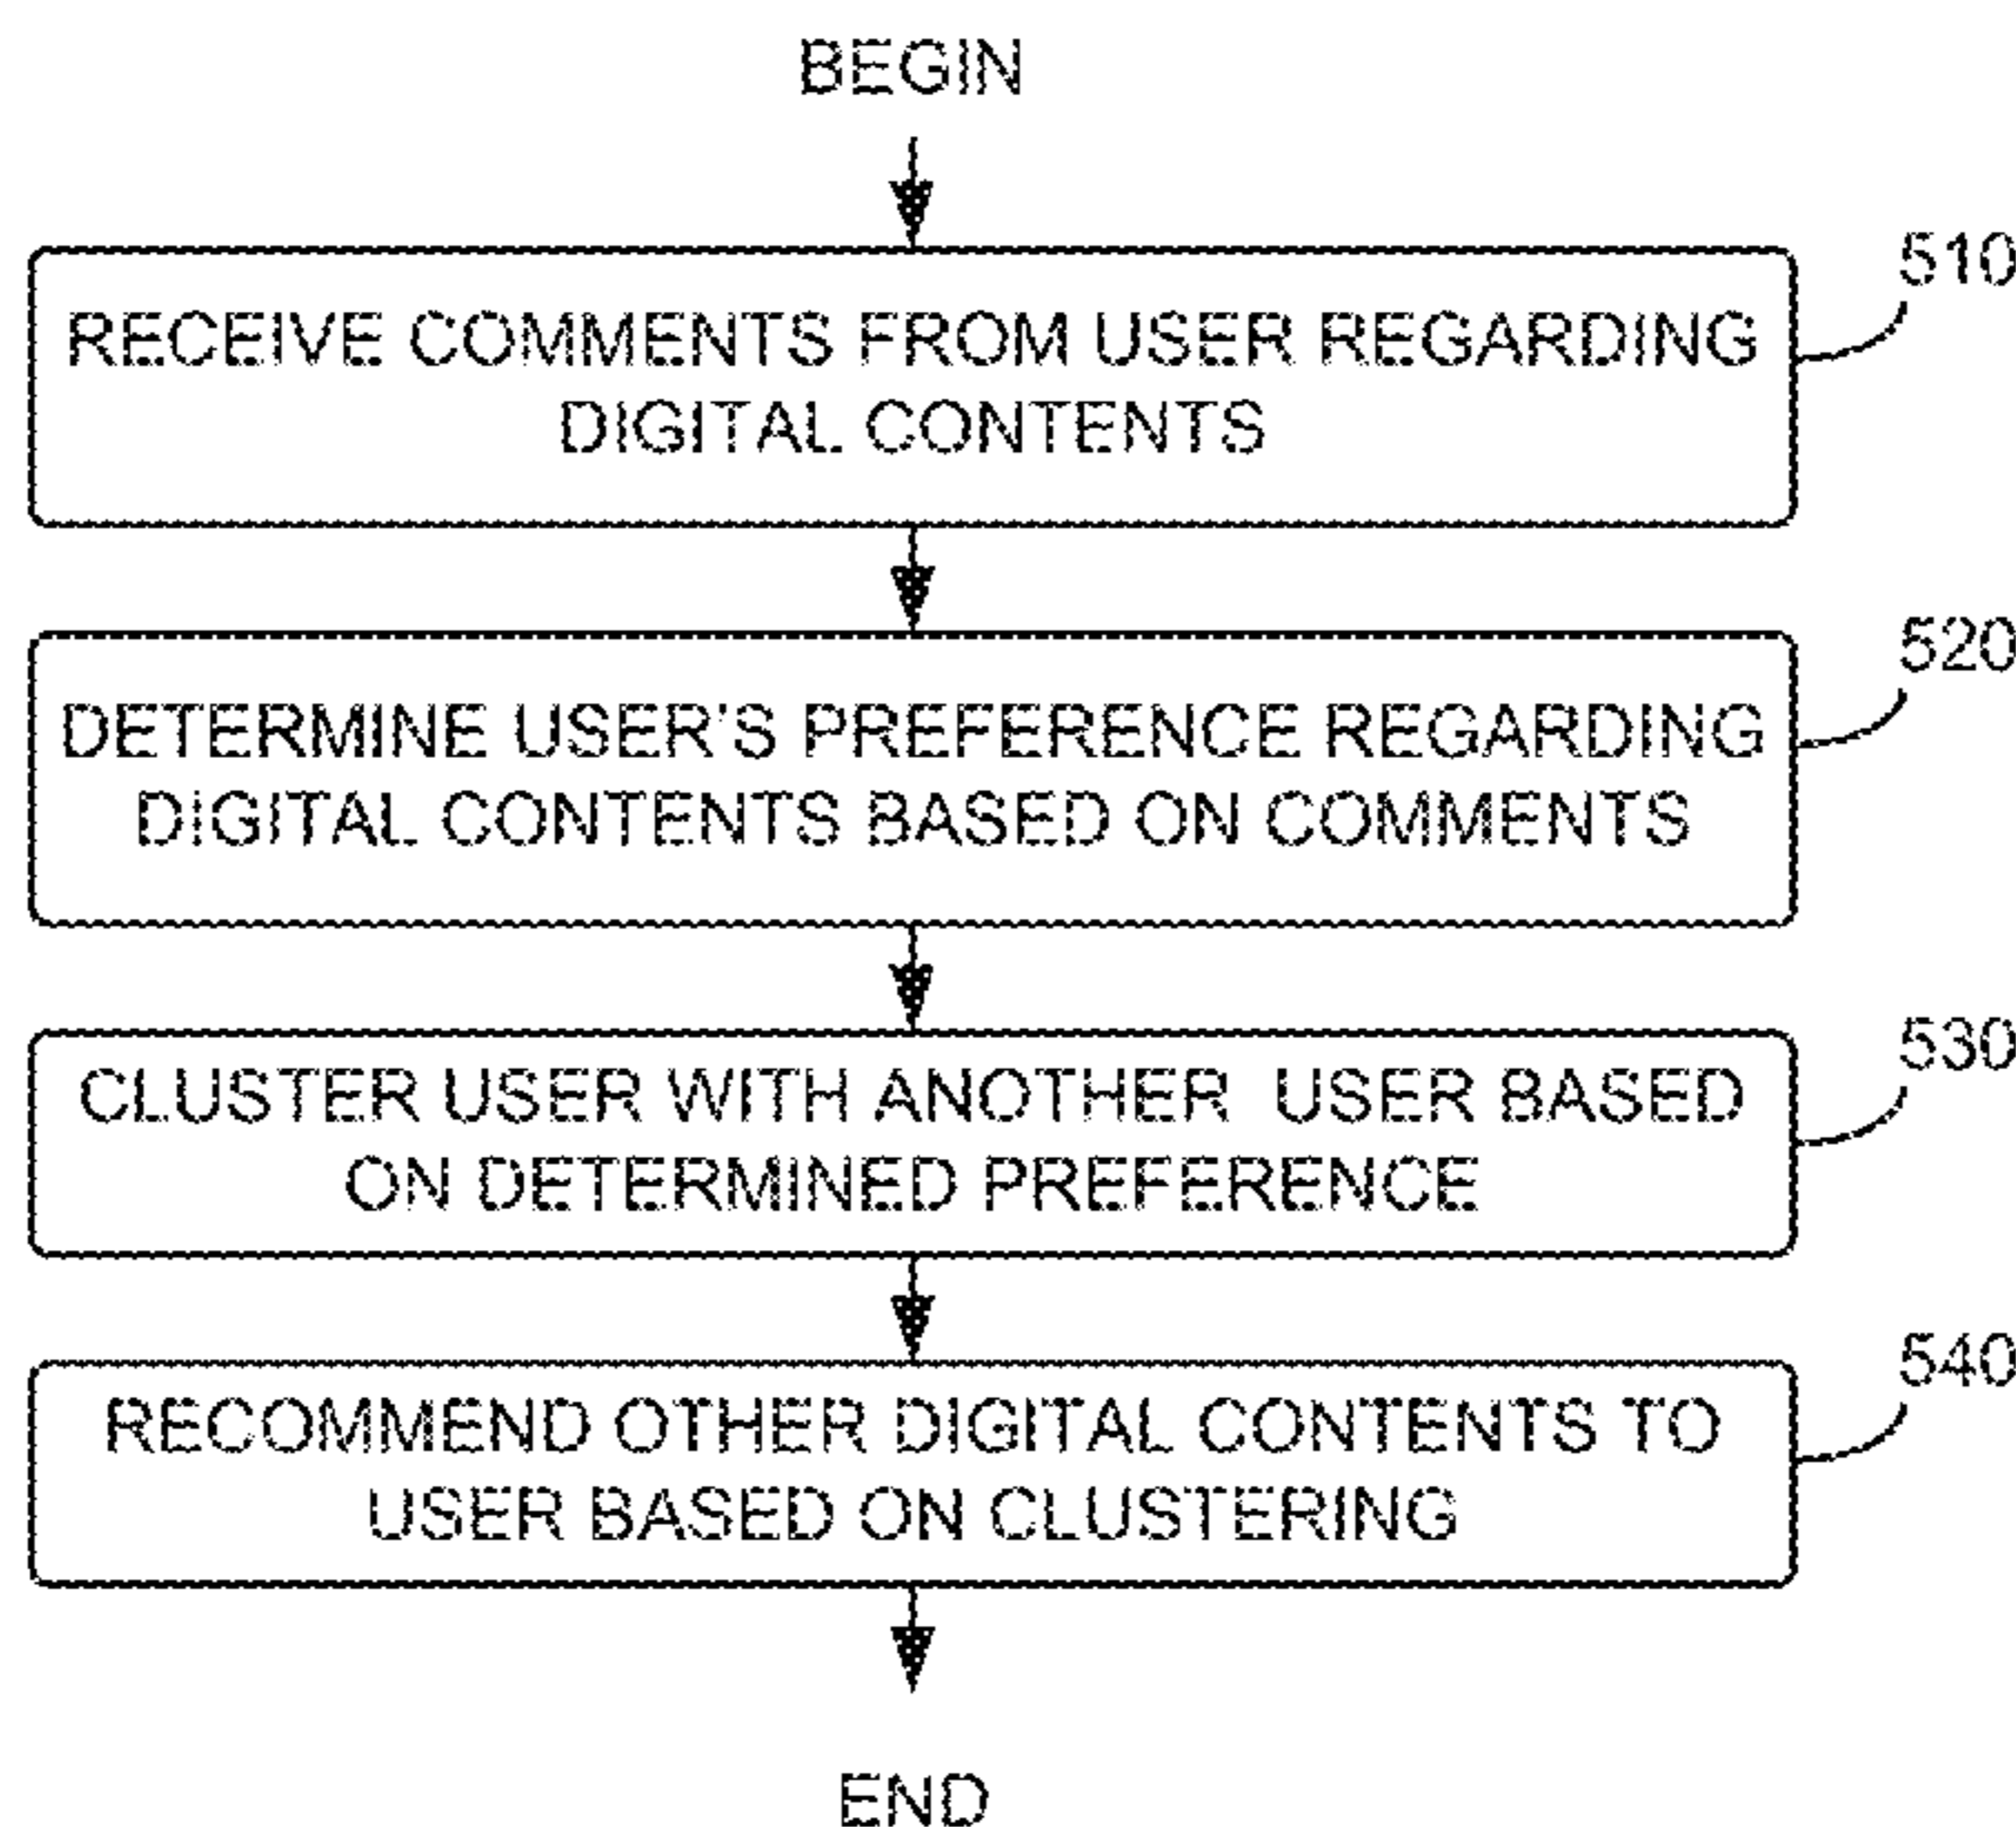 BEGIN
510
RECEIVE COMMENTS FROM USER REGARDING
DIGITAL CONTENTS
520
DETERMINE USER'S PREFERENCE REGARDING
DIGITAL CONTENTS BASED ON COMMENTS
530
CLUSTER USER WITH ANOTHER USER BASED
ON DETERMINED PREFERENCE
540
RECOMMEND OTHER DIGITAL CONTENTS TO
USER BASED ON CLUSTERING
END